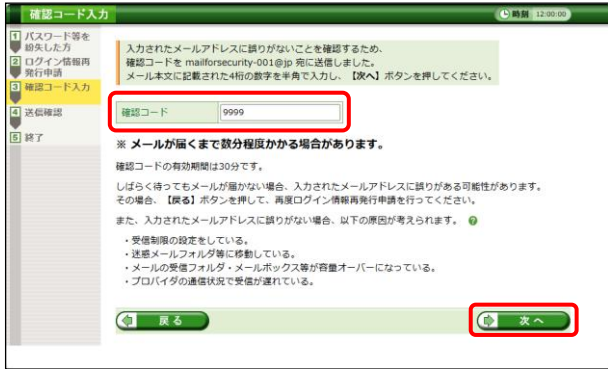 確認コード入力
時刻 12:00:00
1 パスワード等を
紛失した方
2 ログイン情報再
発行申請
3 確認コード入力
4 送信確認
5 終了
入力されたメールアドレスに誤りがないことを確認するため、
確認コードを mailforsecurity-001@jp 宛に送信しました。
メール本文に記載された4桁の数字を半角で入力し、【次へ】ボタンを押してください。
確認コード 9999
※ メールが届くまで数分程度かかる場合があります。
確認コードの有効期間は30分です。
しばらく待ってもメールが届かない場合、入力されたメールアドレスに誤りがある可能性があります。
その場合、【戻る】ボタンを押して、再度ログイン情報再発行申請を行ってください。
また、入力されたメールアドレスに誤りがない場合、以下の原因が考えられます。 ?
・受信制限の設定をしている。
・迷惑メールフォルダ等に移動している。
・メールの受信フォルダ・メールボックス等が容量オーバーになっている。
・プロバイダの通信状況で受信が遅れている。
戻る
次へ